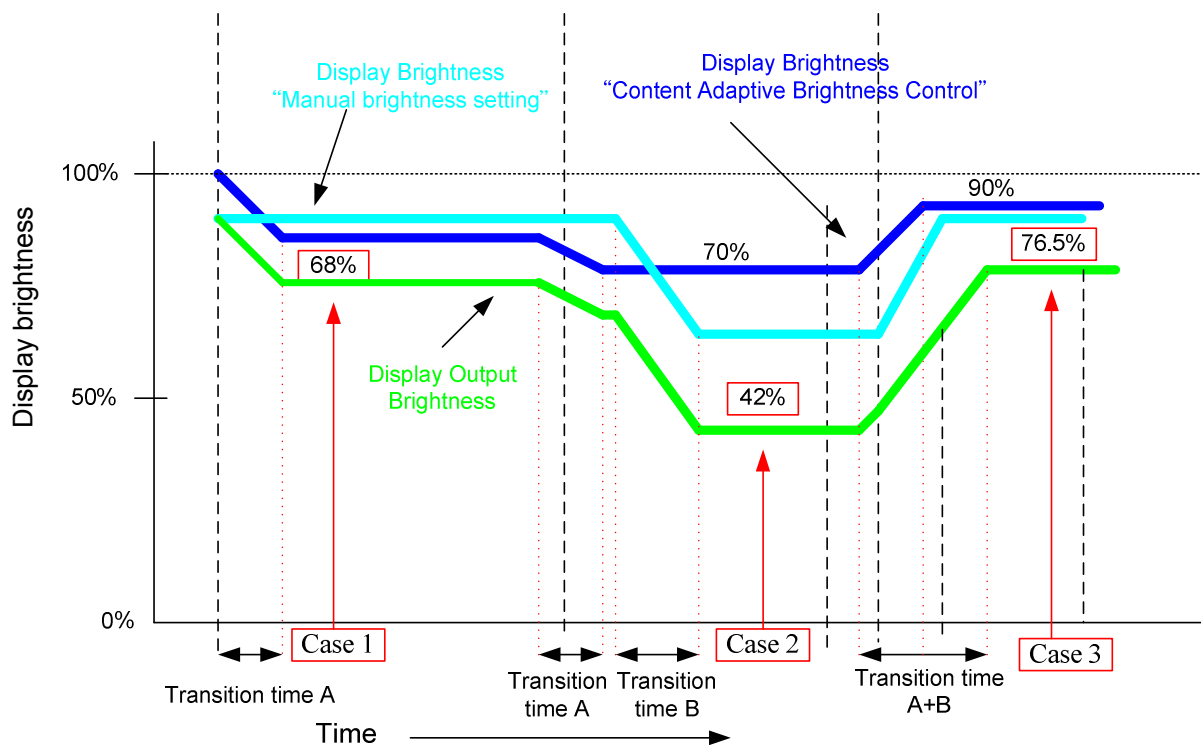 Display Brightness
“Manual brightness setting”
Display Brightness
“Content Adaptive Brightness Control”
100%
90%
76.5%
70%
68%
Display Output
Brightness
50%
42%
Display brightness
0%
Case 1
Case 2
Case 3
Transition time A
Transition
time A
Transition
time B
Transition time
A+B
Time